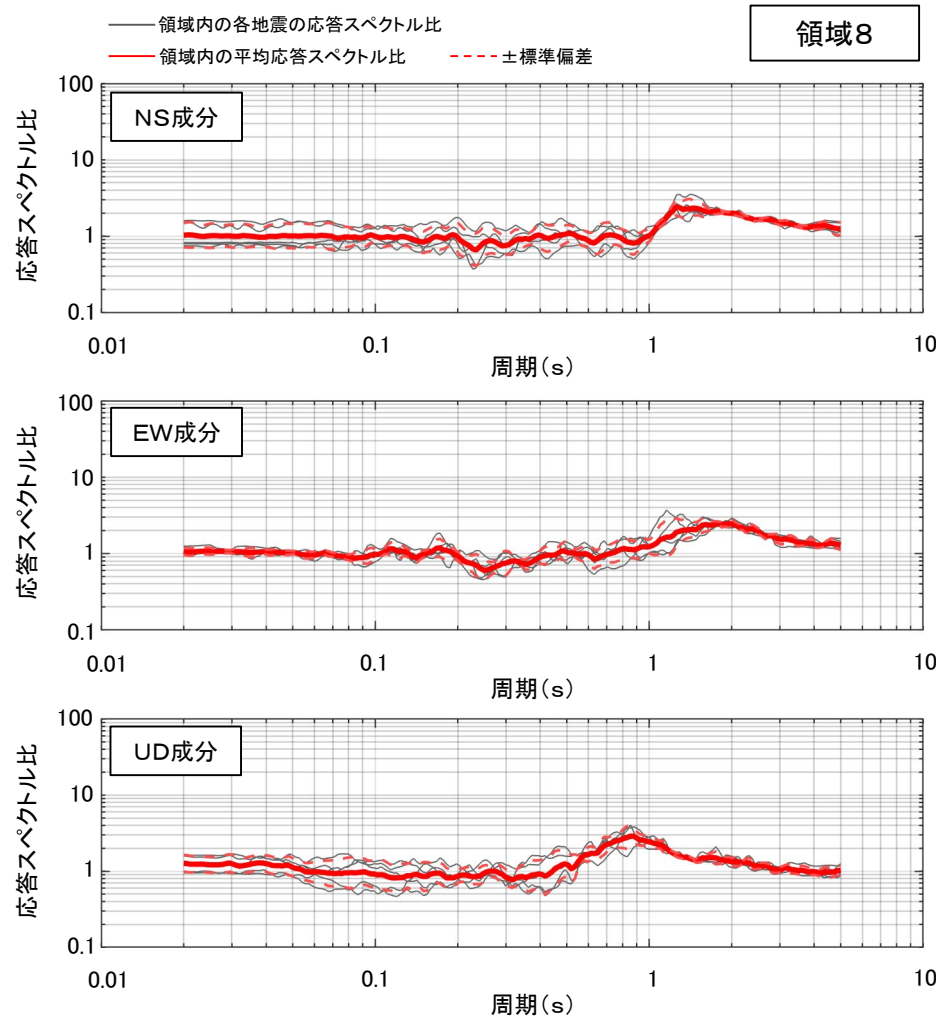 領域内の各地震の応答スペクトル比
領域内の平均応答スペクトル比 ±標準偏差
領域8
NS成分
応答スペクトル比
100
10
1
0.1
0.01 0.1 1 10
周期(s)
EW成分
応答スペクトル比
100
10
1
0.1
0.01 0.1 1 10
周期(s)
UD成分
応答スペクトル比
100
10
1
0.1
0.01 0.1 1 10
周期(s)